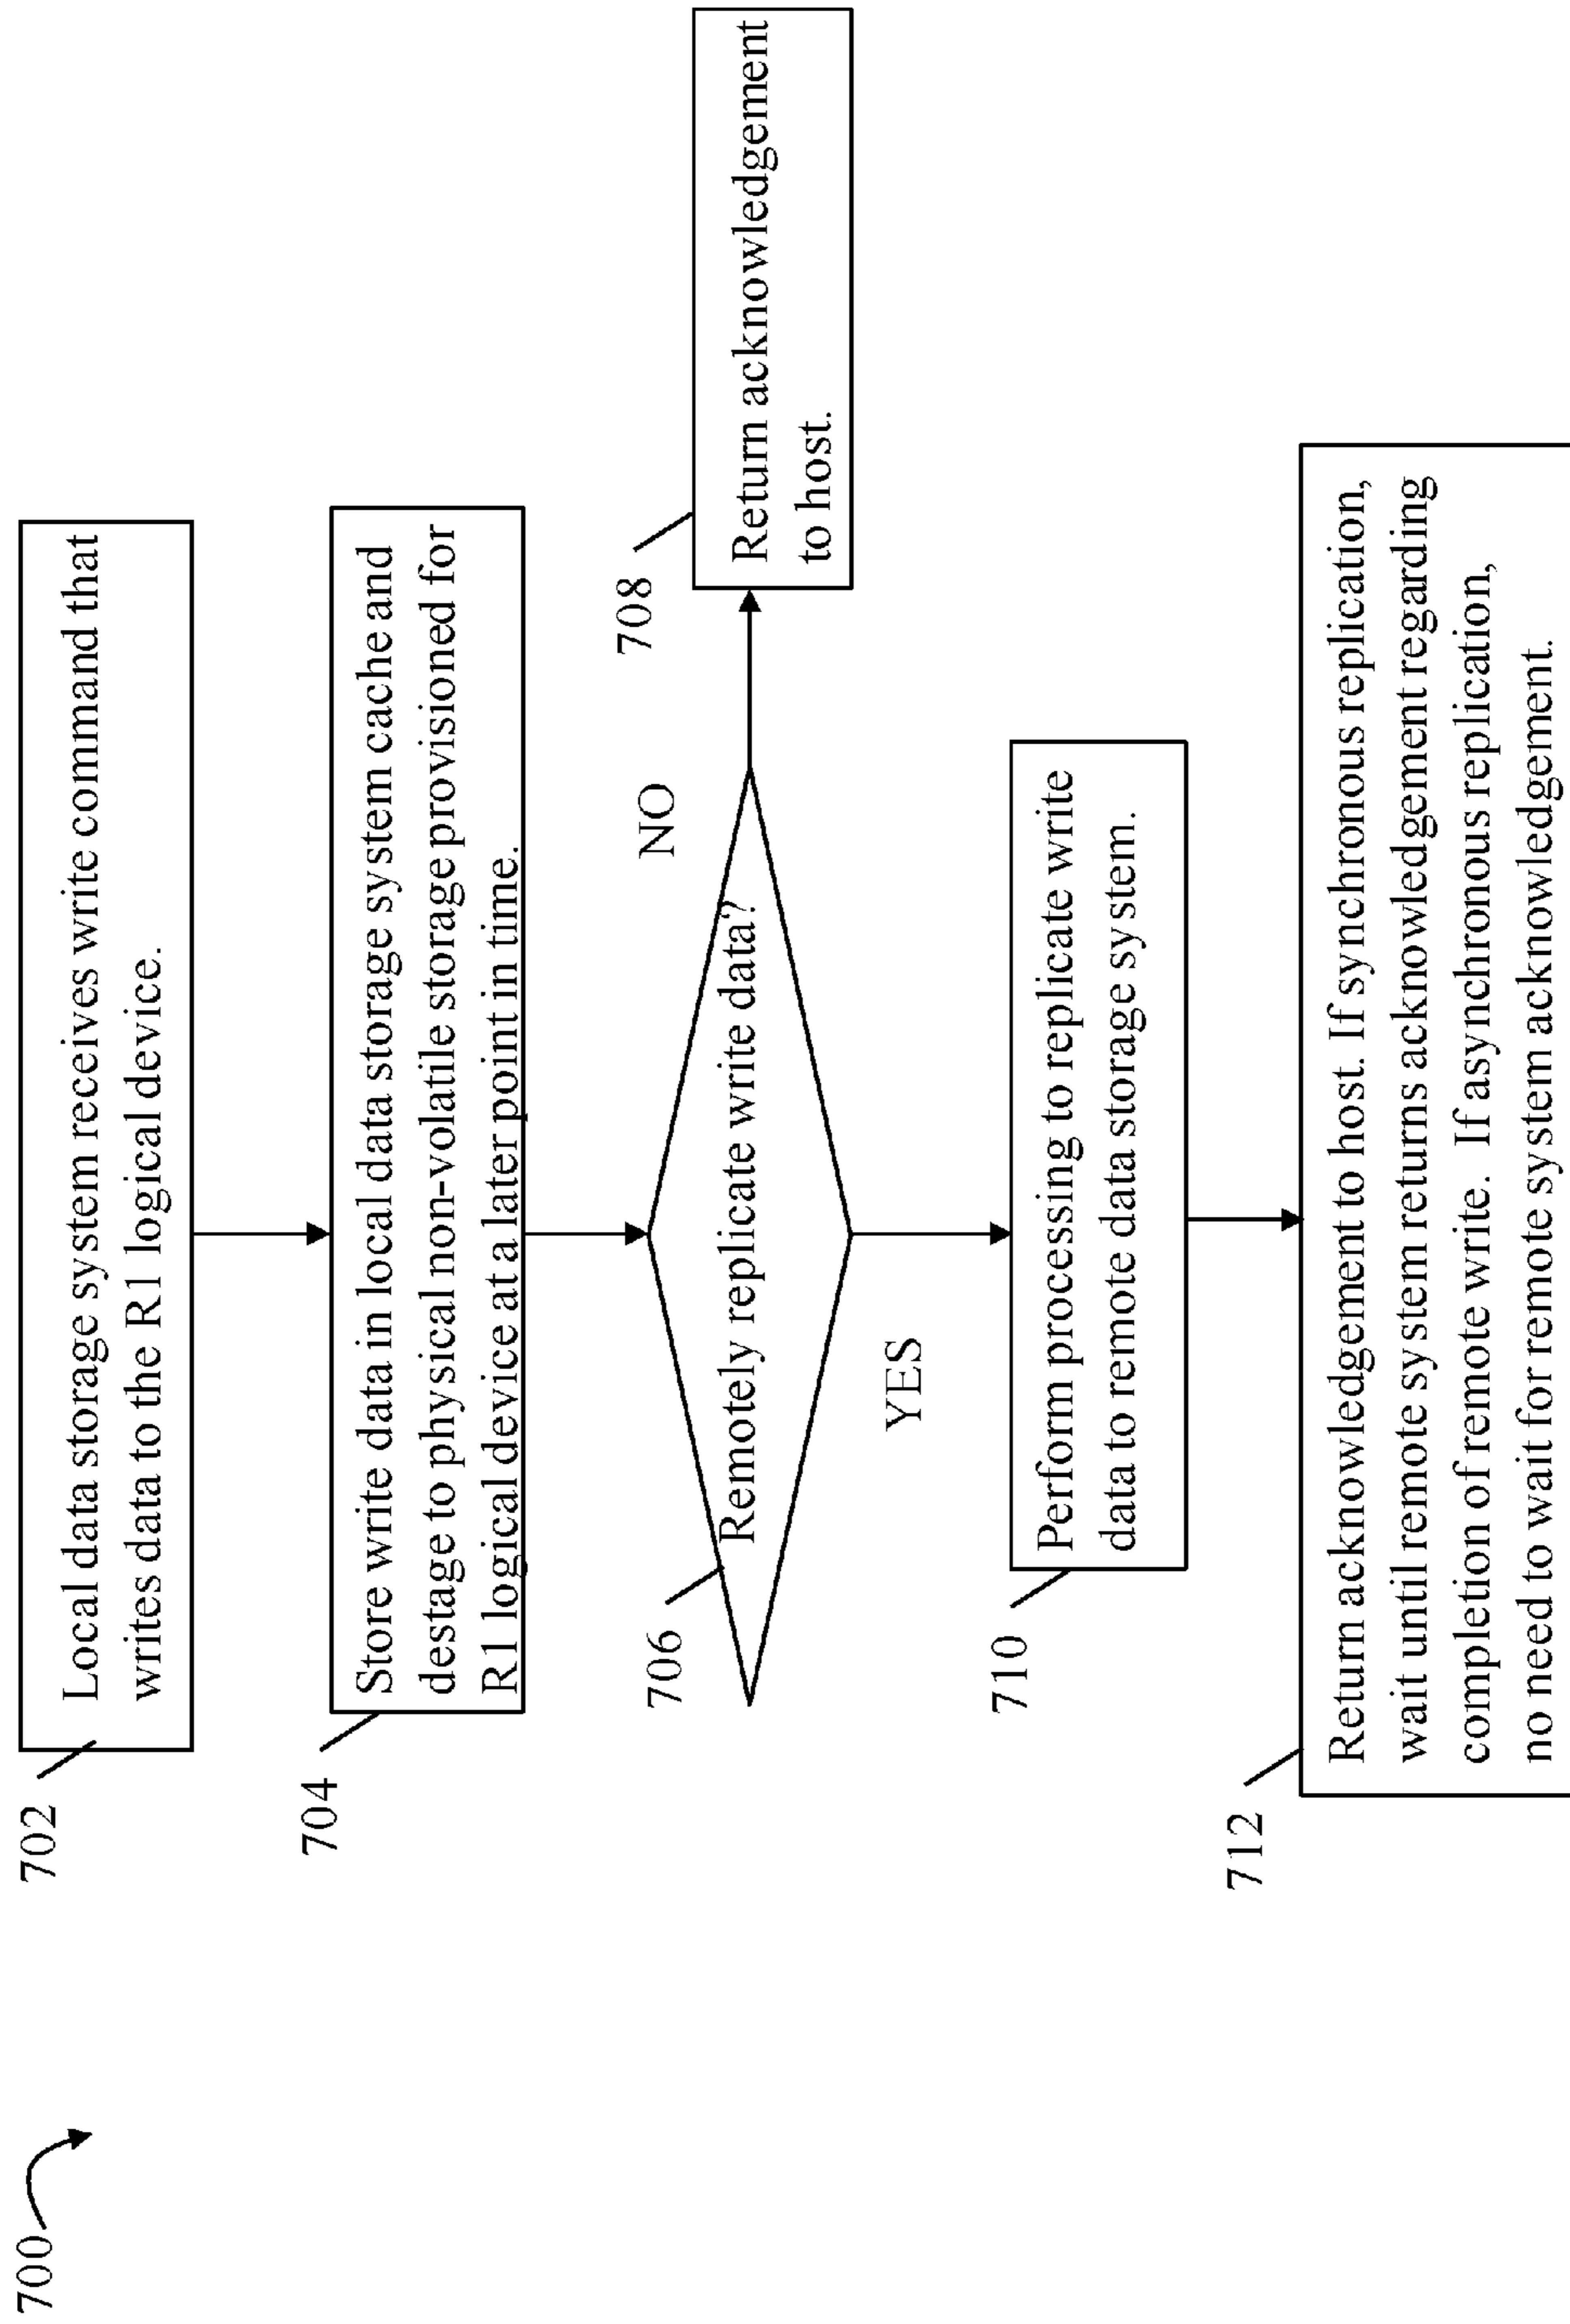 700
702
Local data storage system receives write command that
writes data to the R1 logical device.
704
Store write data in local data storage system cache and
destage to physical non-volatile storage provisioned for
R1 logical device at a later point in time.
706
Remotely replicate write data?
NO
708
Return acknowledgement
to host.
YES
710
Perform processing to replicate write
data to remote data storage system.
712
Return acknowledgement to host. If synchronous replication,
wait until remote system returns acknowledgement regarding
completion of remote write. If asynchronous replication,
no need to wait for remote system acknowledgement.